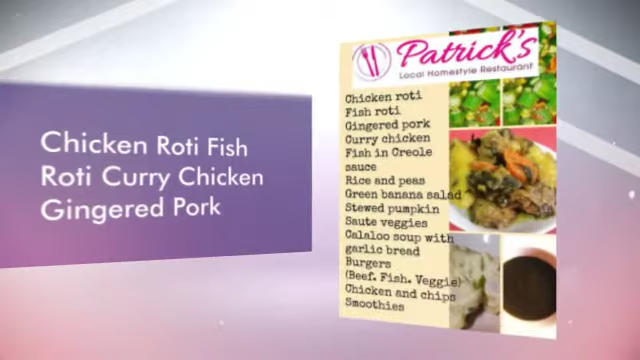 Chicken Roti Fish
Roti Curry Chicken
Gingered Pork
Patrick's
Local Homestyle Restaurant
Chicken roti
Fish roti
Gingered pork
Curry chicken
Fish in Creole
sauce
Rice and peas
Green banana salad
Stewed pumpkin
Saute veggies
Calaloo soup with
garlic bread
Burgers
(Beef. Fish. Veggie)
Chicken and chips
Smoothies